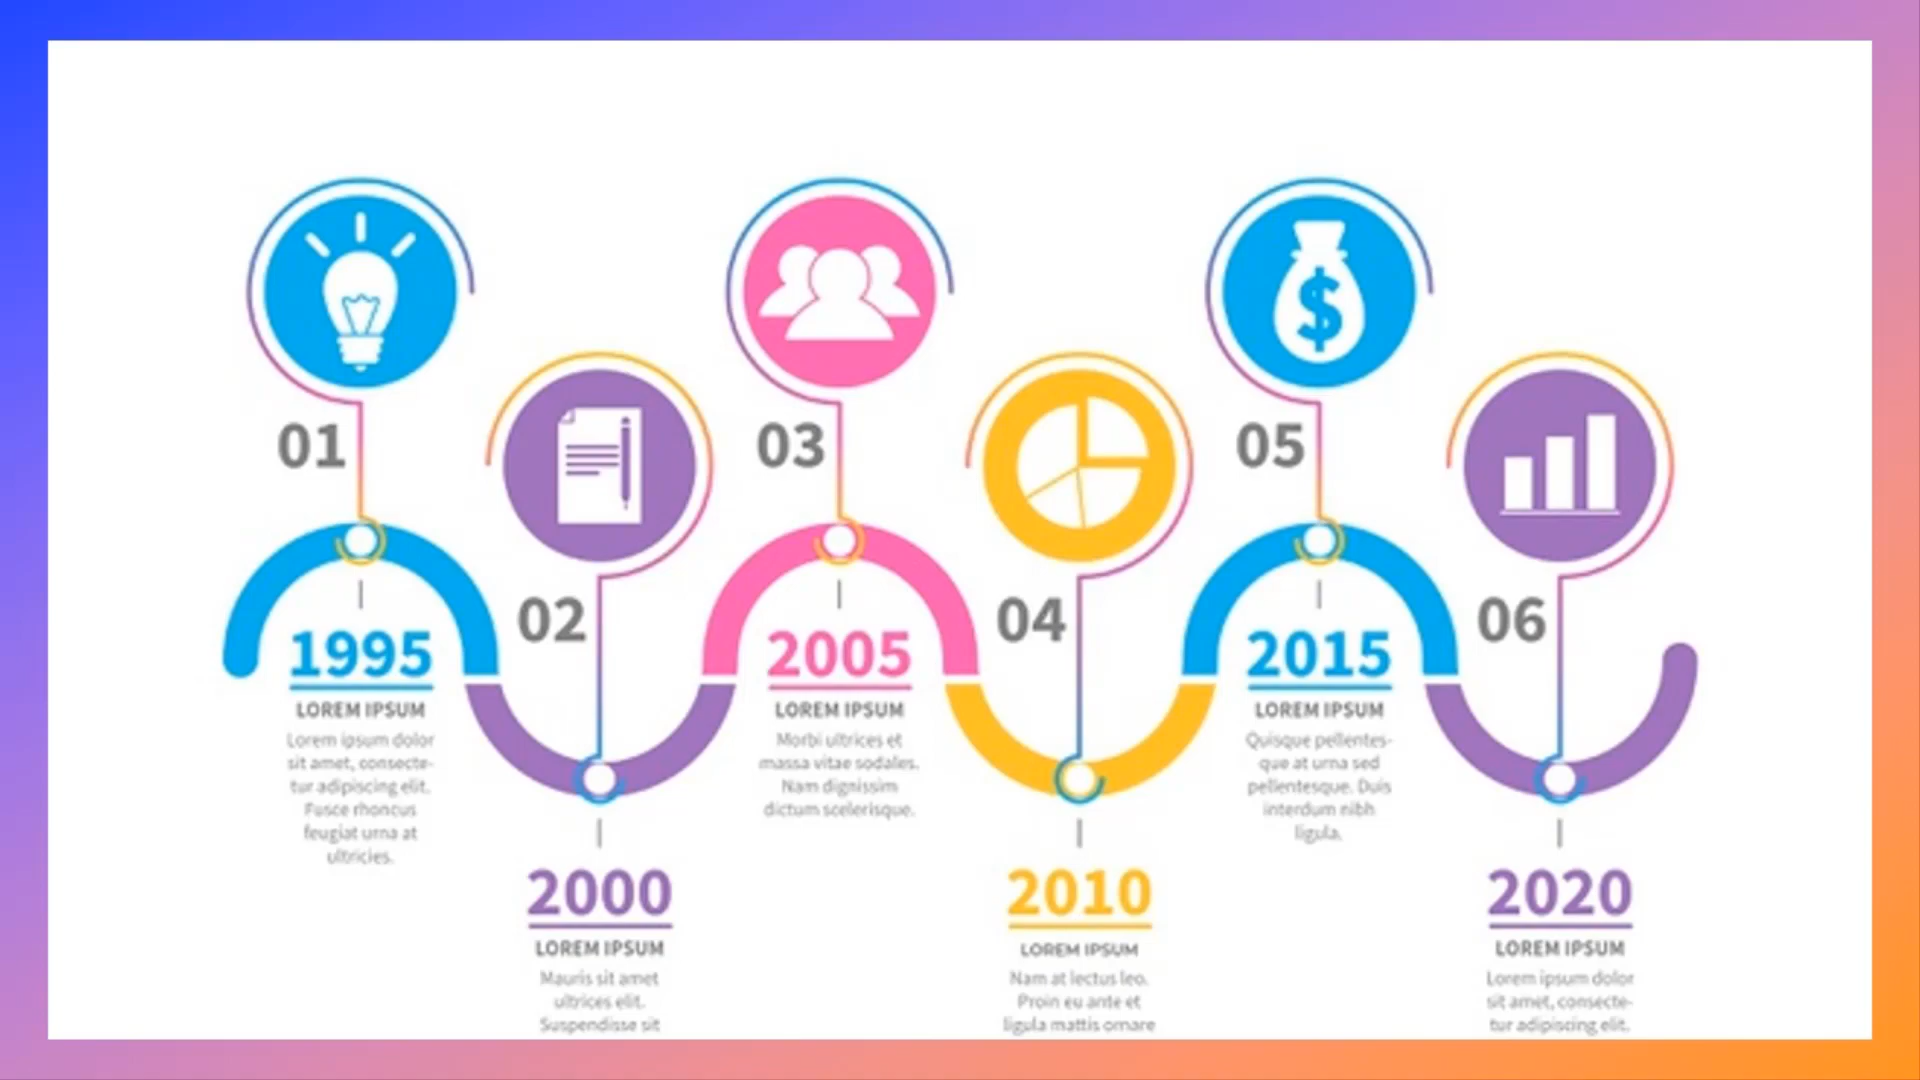 01
1995
LOREM IPSUM
Lorem ipsum dolor
sit amet, consecte-
tur adipiscing elit.
Fusce rhoncus
feugiat urna at
ultricies.
02
2000
LOREM IPSUM
Mauris sit amet
ultrices elit.
Suspendisse sit
03
2005
LOREM IPSUM
Morbi ultrices et
massa vitae sodales.
Nam dignissim
dictum scelerisque.
04
2010
LOREM IPSUM
Nam at lectus leo.
Proin eu ante et
ligula mattis ornare
05
$
2015
LOREM IPSUM
Quisque pellentes-
que at urna sed
pellentesque. Duis
interdum nibh
ligula.
06
2020
LOREM IPSUM
Lorem ipsum dolor
sit amet, consecte-
tur adipiscing elit.